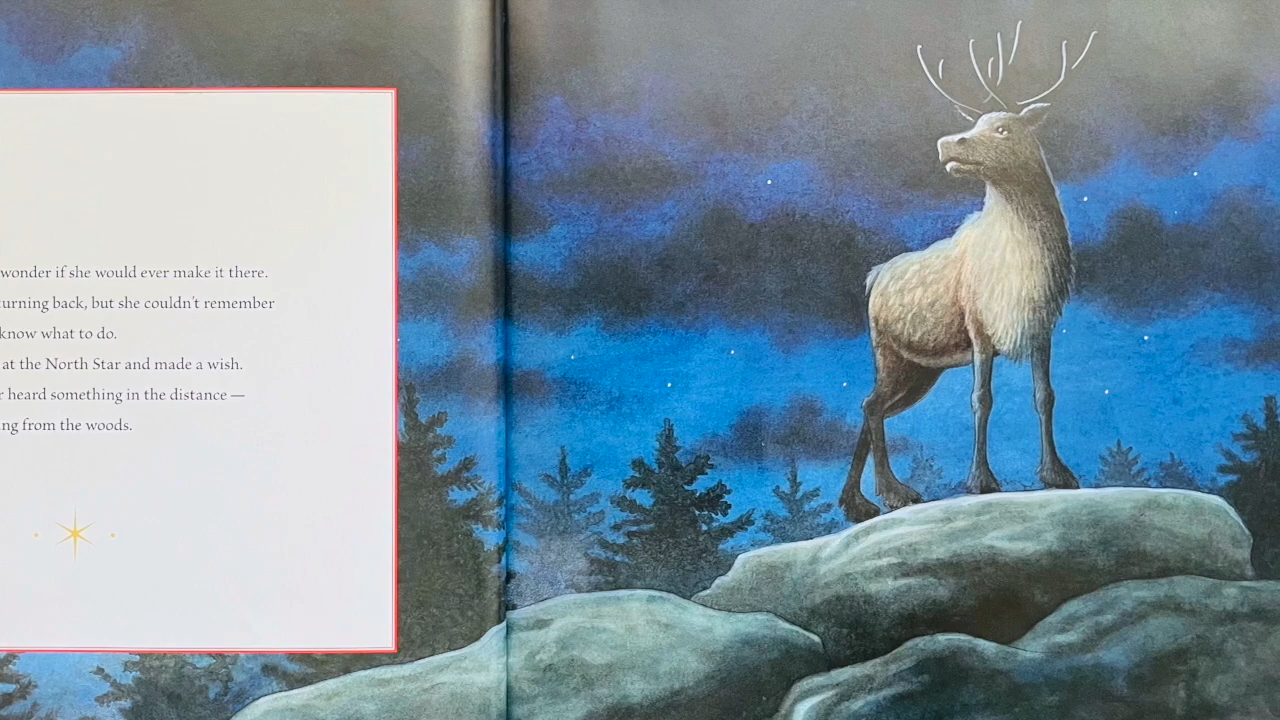 wonder if she would ever make it there.
turning back, but she couldn't remember
know what to do.
at the North Star and made a wish.
heard something in the distance —
from the woods.